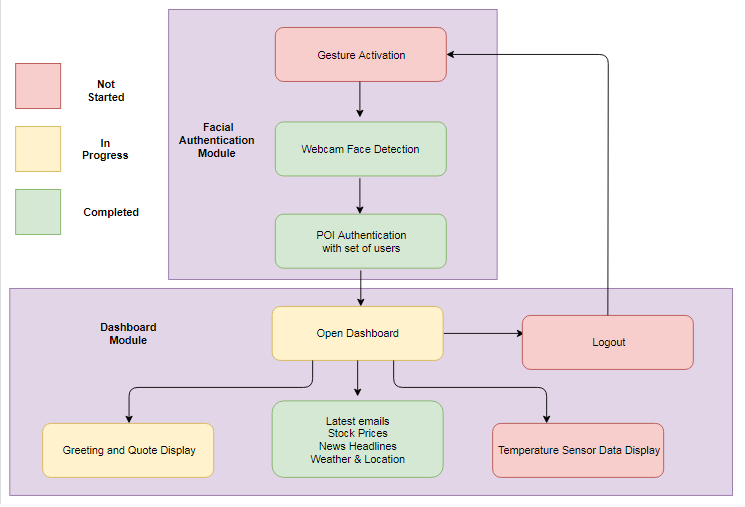 Not
Started
In
Progress
Completed
Facial
Authentication
Module
Gesture Activation
Webcam Face Detection
POI Authentication
with set of users
Dashboard
Module
Open Dashboard
Logout
Greeting and Quote Display
Latest emails
Stock Prices
News Headlines
Weather & Location
Temperature Sensor Data Display